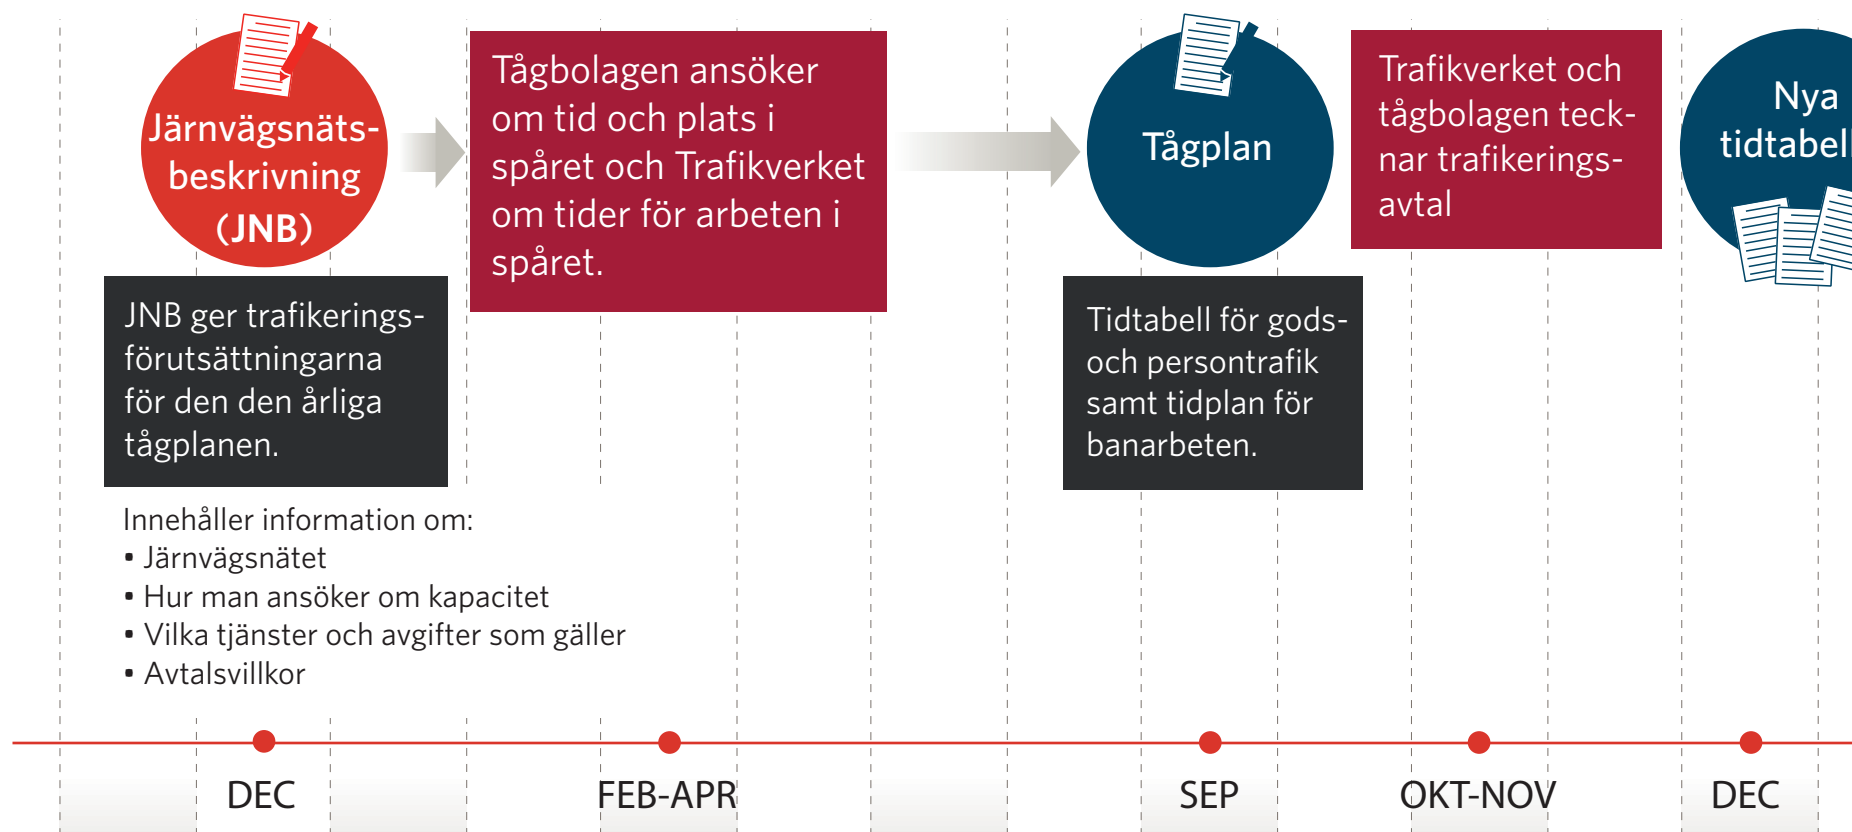 Järnvägsnäts-
beskrivning
(JNB)
JNB ger trafikerings-
förutsättningarna
för den den årliga
tågplanen.
Innehåller information om:
• Järnvägsnätet
• Hur man ansöker om kapacitet
• Vilka tjänster och avgifter som gäller
• Avtalsvillkor
Tågbolagen ansöker
om tid och plats i
spåret och Trafikverket
om tider för arbeten i
spåret.
Tågplan
Tidtabell för gods-
och persontrafik
samt tidplan för
banarbeten.
Trafikverket och
tågbolagen teck-
nar trafikerings-
avtal
Nya
DEC
FEB-APR
SEP
OKT-NOV
DEC